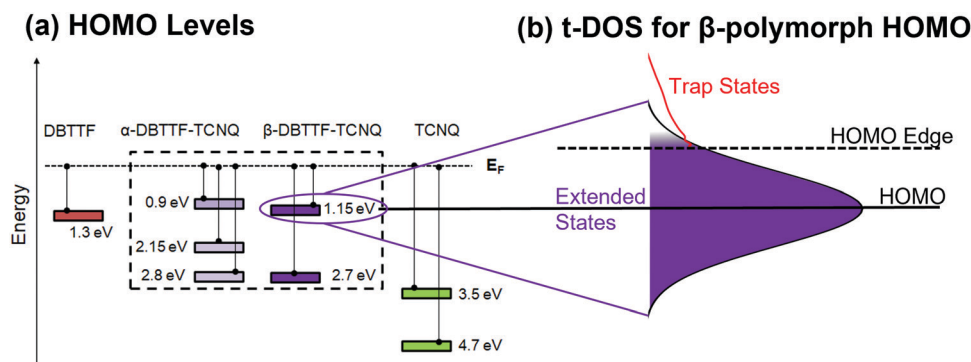 (a) HOMO Levels
(b) t-DOS for β-polymorph HOMO
Energy
DBTTF
α-DBTTF-TCNQ
β-DBTTF-TCNQ
TCNQ
E_F
1.3 eV
0.9 eV
2.15 eV
2.8 eV
1.15 eV
2.7 eV
3.5 eV
4.7 eV
Trap States
HOMO Edge
Extended
States
HOMO